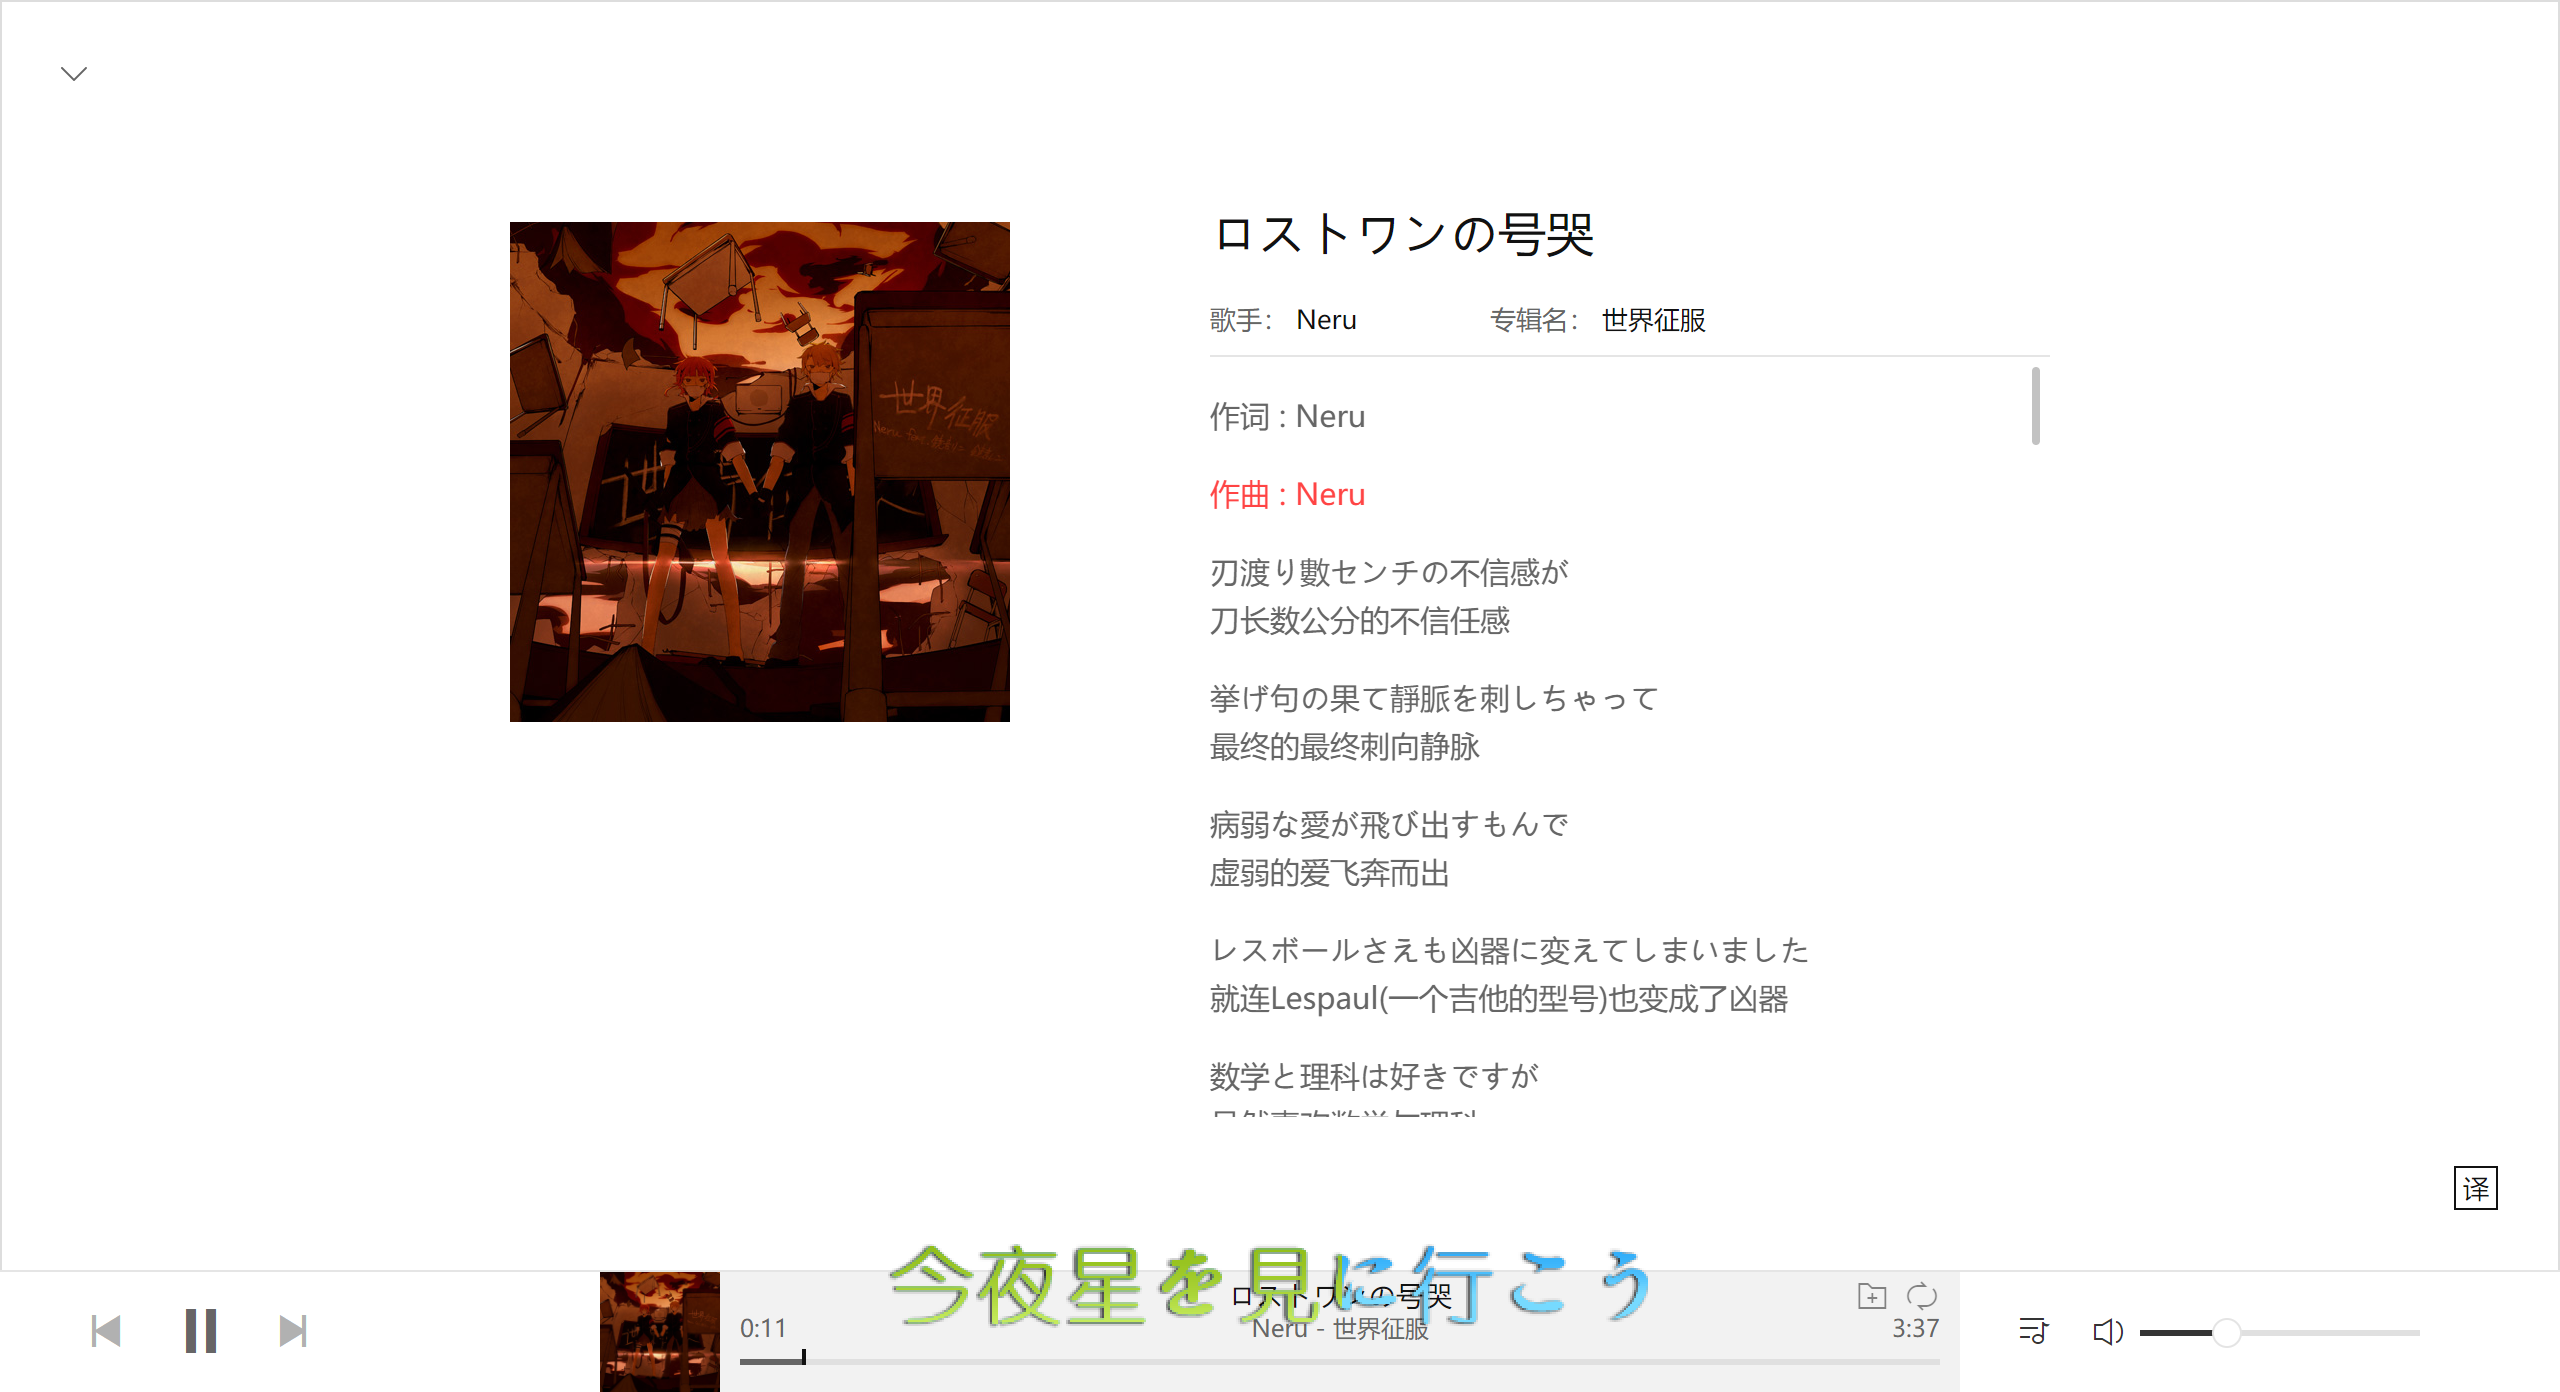 ロストワンの号哭
歌手： Neru 专辑名： 世界征服
作词 : Neru
作曲 : Neru
刃渡り數センチの不信感が
刀长数公分的不信任感
挙げ句の果て靜脈を刺しちゃって
最终的最终刺向静脉
病弱な愛が飛び出すもんで
虚弱的爱飞奔而出
レスボールさえも凶器に変えてしまいました
就连Lespaul(一个吉他的型号)也变成了凶器
数学と理科は好きですが
世界征服
译
今夜星を見に行こう
ロストワンの号哭
0:11 Neru - 世界征服 3:37